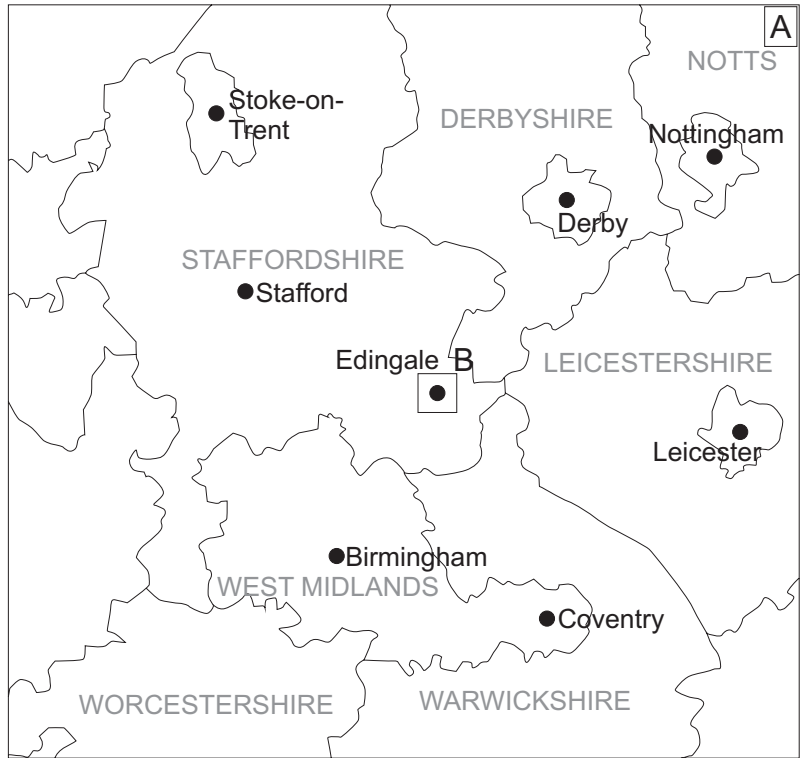 A
NOTTS
Stoke-on-
Trent
DERBYSHIRE
Nottingham
Derby
STAFFORDSHIRE
Stafford
Edingale B
LEICESTERSHIRE
Leicester
Birmingham
WEST MIDLANDS
Coventry
WORCESTERSHIRE
WARWICKSHIRE